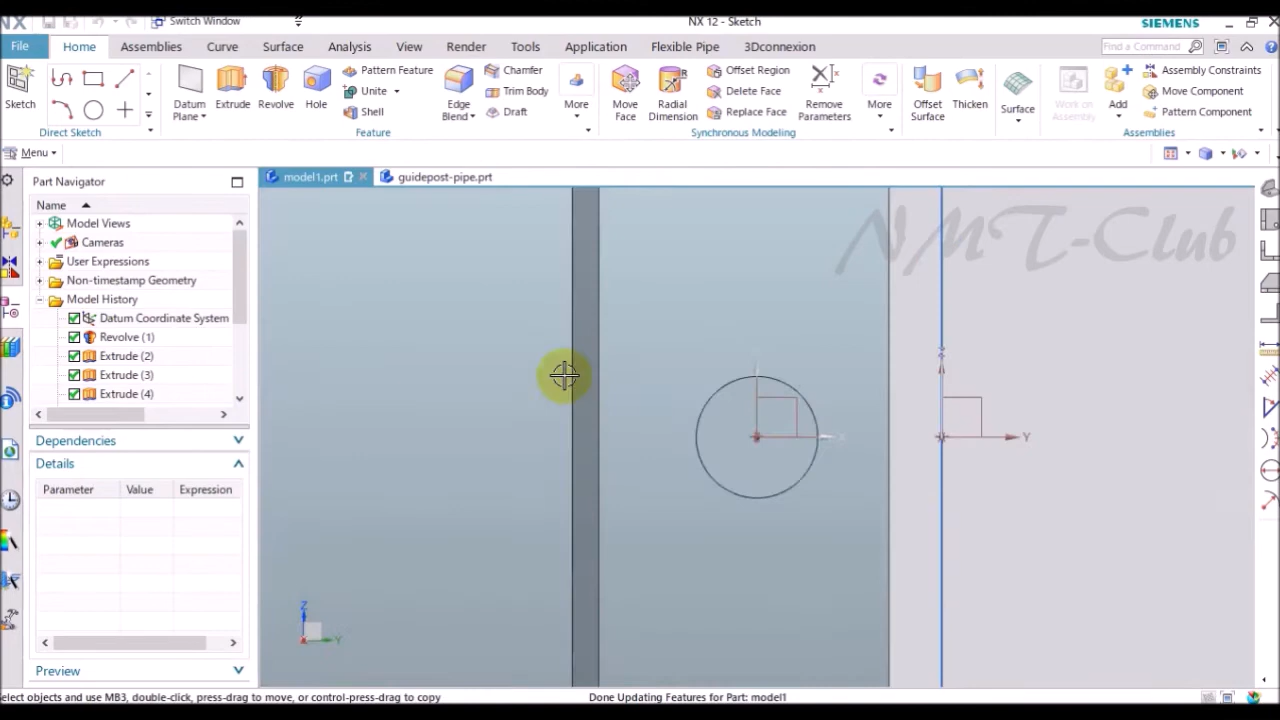 NX
Switch Window
NX 12 - Sketch
SIEMENS
File
Home
Assemblies
Curve
Surface
Analysis
View
Render
Tools
Application
Flexible Pipe
3Dconnexion
Find a Command
Sketch
Direct Sketch
Datum
Plane
Extrude
Revolve
Hole
Pattern Feature
Unite
Shell
Edge
Blend
Chamfer
Trim Body
Draft
More
Feature
Move
Face
Radial
Dimension
Offset Region
Delete Face
Replace Face
Remove
Parameters
More
Synchronous Modeling
Offset
Surface
Thicken
Surface
Work on
Assembly
Add
Assembly Constraints
Move Component
Pattern Component
Assemblies
Menu
Part Navigator
model1.prt
guidepost-pipe.prt
Name
Model Views
Cameras
User Expressions
Non-timestamp Geometry
Model History
Datum Coordinate System
Revolve (1)
Extrude (2)
Extrude (3)
Extrude (4)
Dependencies
Details
Parameter
Value
Expression
Preview
NMT-Club
Y
Z
X
Y
Select objects and use MB3, double-click, press-drag to move, or control-press-drag to copy
Done Updating Features for Part: model1